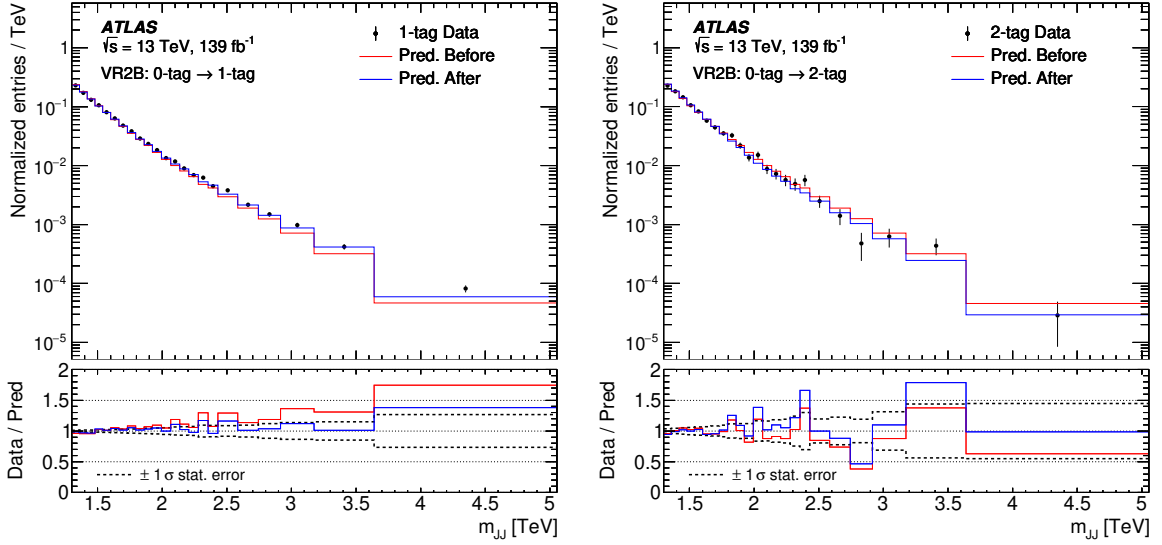 ATLAS
√s = 13 TeV, 139 fb⁻¹
VR2B: 0-tag → 1-tag
1-tag Data
Pred. Before
Pred. After
Normalized entries / TeV
1
10⁻¹
10⁻²
10⁻³
10⁻⁴
10⁻⁵
Data / Pred
2
1.5
1
0.5
0
± 1 σ stat. error
1.5 2 2.5 3 3.5 4 4.5 5
m_JJ [TeV]
ATLAS
√s = 13 TeV, 139 fb⁻¹
VR2B: 0-tag → 2-tag
2-tag Data
Pred. Before
Pred. After
Normalized entries / TeV
1
10⁻¹
10⁻²
10⁻³
10⁻⁴
10⁻⁵
Data / Pred
2
1.5
1
0.5
0
± 1 σ stat. error
1.5 2 2.5 3 3.5 4 4.5 5
m_JJ [TeV]